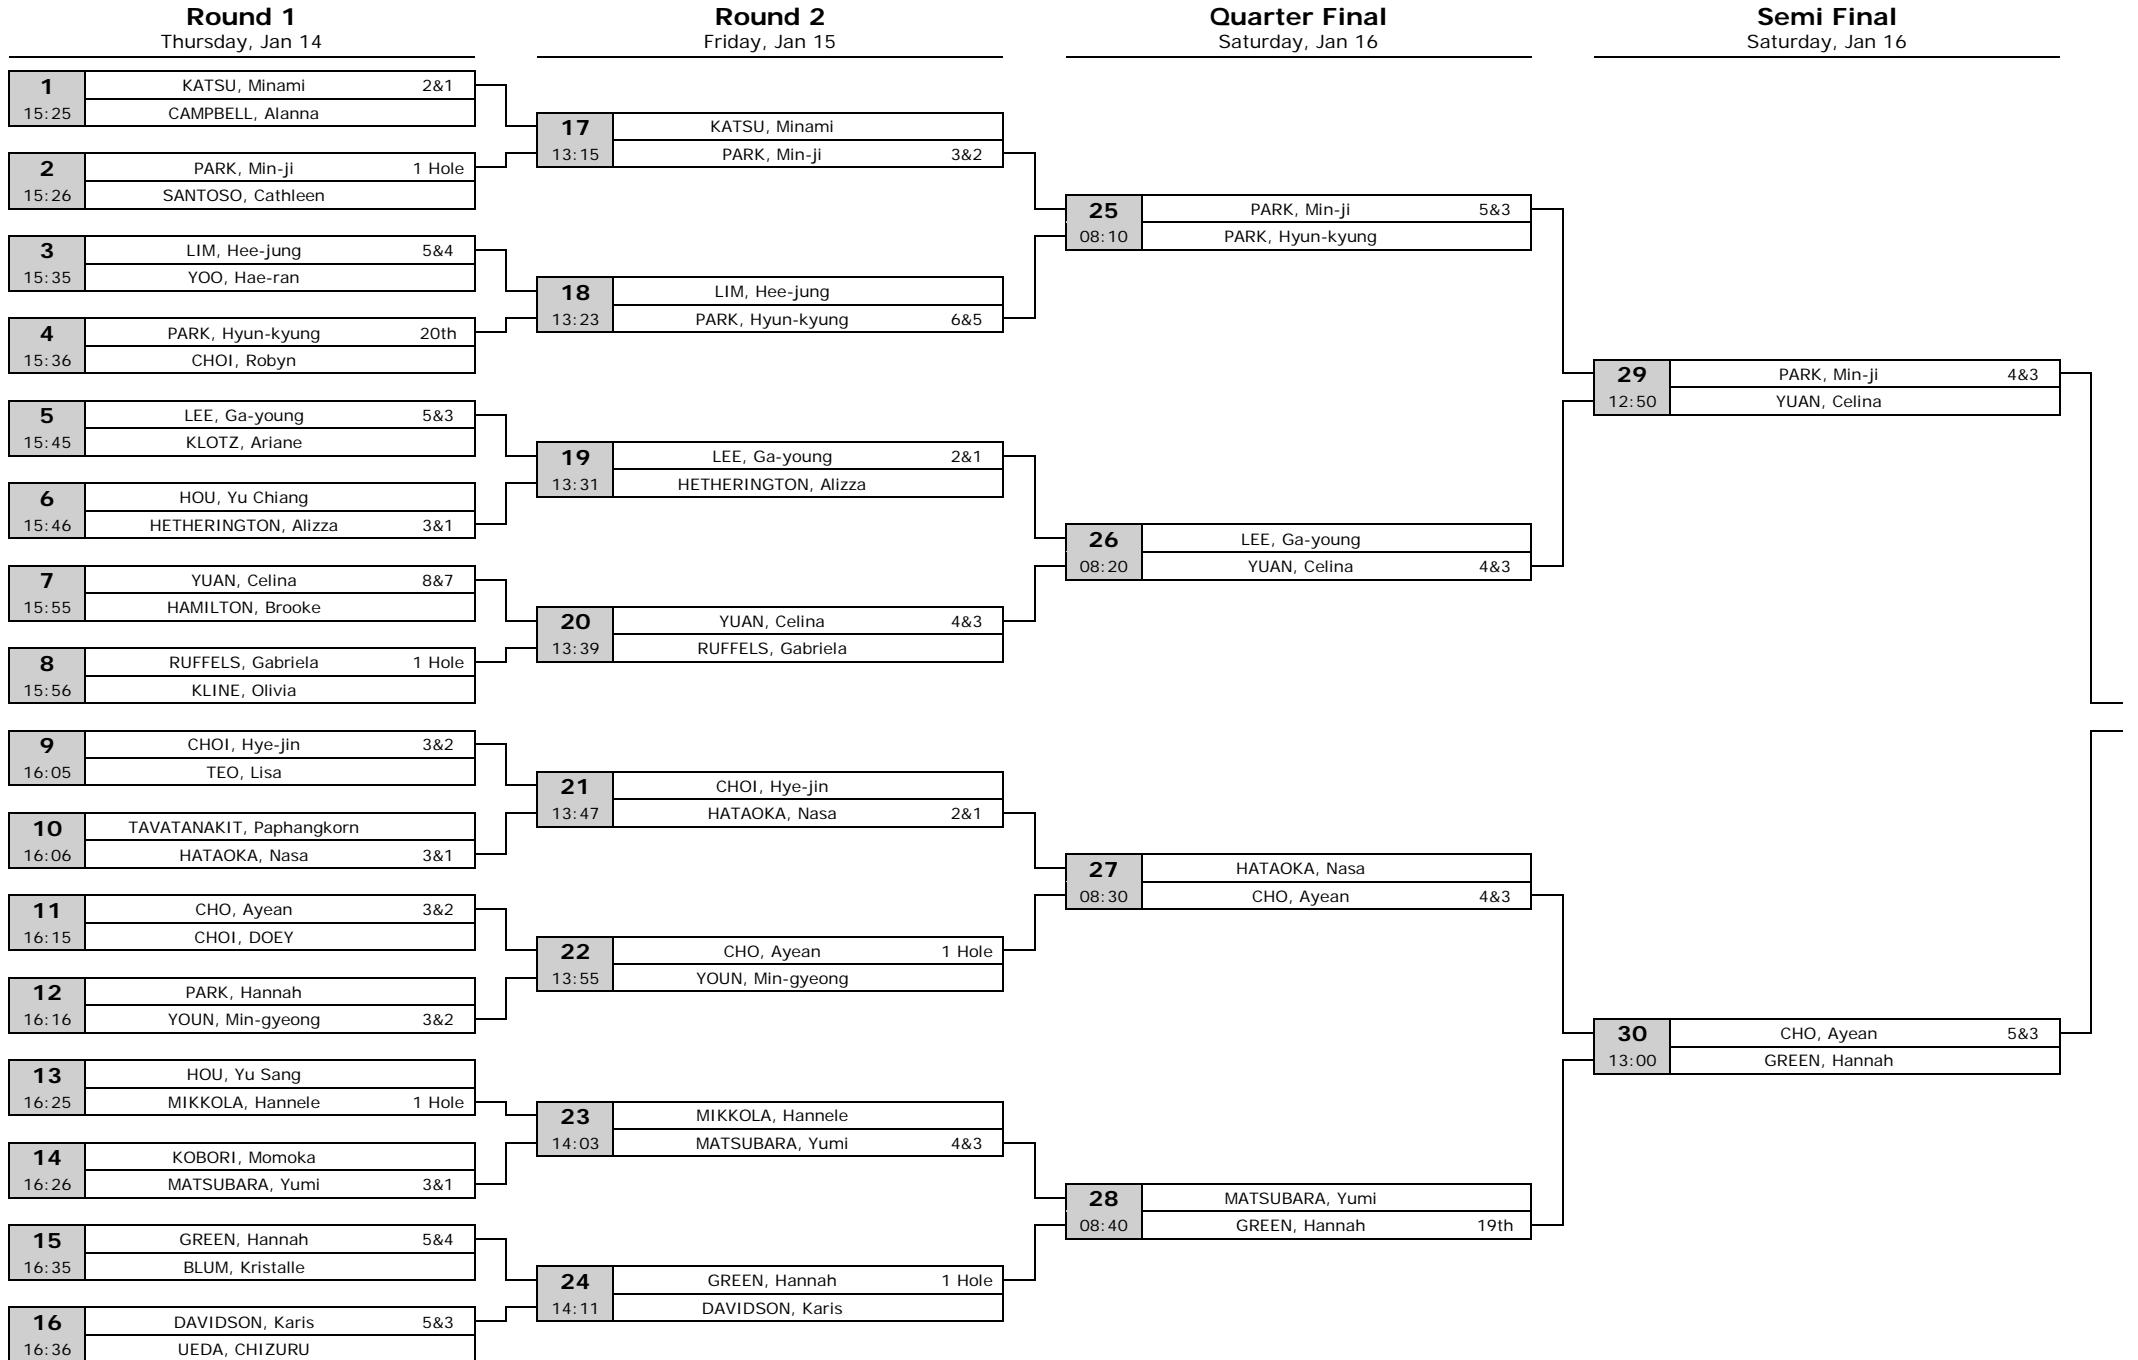 Round 1
Thursday, Jan 14
Round 2
Friday, Jan 15
Quarter Final
Saturday, Jan 16
Semi Final
Saturday, Jan 16
1 KATSU, Minami 2&1
15:25 CAMPBELL, Alanna
2 PARK, Min-ji 1 Hole
15:26 SANTOSO, Cathleen
3 LIM, Hee-jung 5&4
15:35 YOO, Hae-ran
4 PARK, Hyun-kyung 20th
15:36 CHOI, Robyn
5 LEE, Ga-young 5&3
15:45 KLOTZ, Ariane
6 HOU, Yu Chiang
15:46 HETHERINGTON, Alizza 3&1
7 YUAN, Celina 8&7
15:55 HAMILTON, Brooke
8 RUFFELS, Gabriela 1 Hole
15:56 KLINE, Olivia
9 CHOI, Hye-jin 3&2
16:05 TEO, Lisa
10 TAVATANAKIT, Paphangkorn
16:06 HATAOKA, Nasa 3&1
11 CHO, Ayean 3&2
16:15 CHOI, DOEY
12 PARK, Hannah
16:16 YOUN, Min-gyeong 3&2
13 HOU, Yu Sang
16:25 MIKKOLA, Hannele 1 Hole
14 KOBORI, Momoka
16:26 MATSUBARA, Yumi 3&1
15 GREEN, Hannah 5&4
16:35 BLUM, Kristalle
16 DAVIDSON, Karis 5&3
16:36 UEDA, CHIZURU
17 KATSU, Minami
13:15 PARK, Min-ji 3&2
18 LIM, Hee-jung
13:23 PARK, Hyun-kyung 6&5
19 LEE, Ga-young 2&1
13:31 HETHERINGTON, Alizza
20 YUAN, Celina 4&3
13:39 RUFFELS, Gabriela
21 CHOI, Hye-jin
13:47 HATAOKA, Nasa 2&1
22 CHO, Ayean 1 Hole
13:55 YOUN, Min-gyeong
23 MIKKOLA, Hannele
14:03 MATSUBARA, Yumi 4&3
24 GREEN, Hannah 1 Hole
14:11 DAVIDSON, Karis
25 PARK, Min-ji 5&3
08:10 PARK, Hyun-kyung
26 LEE, Ga-young
08:20 YUAN, Celina 4&3
27 HATAOKA, Nasa
08:30 CHO, Ayean 4&3
28 MATSUBARA, Yumi
08:40 GREEN, Hannah 19th
29 PARK, Min-ji 4&3
12:50 YUAN, Celina
30 CHO, Ayean 5&3
13:00 GREEN, Hannah